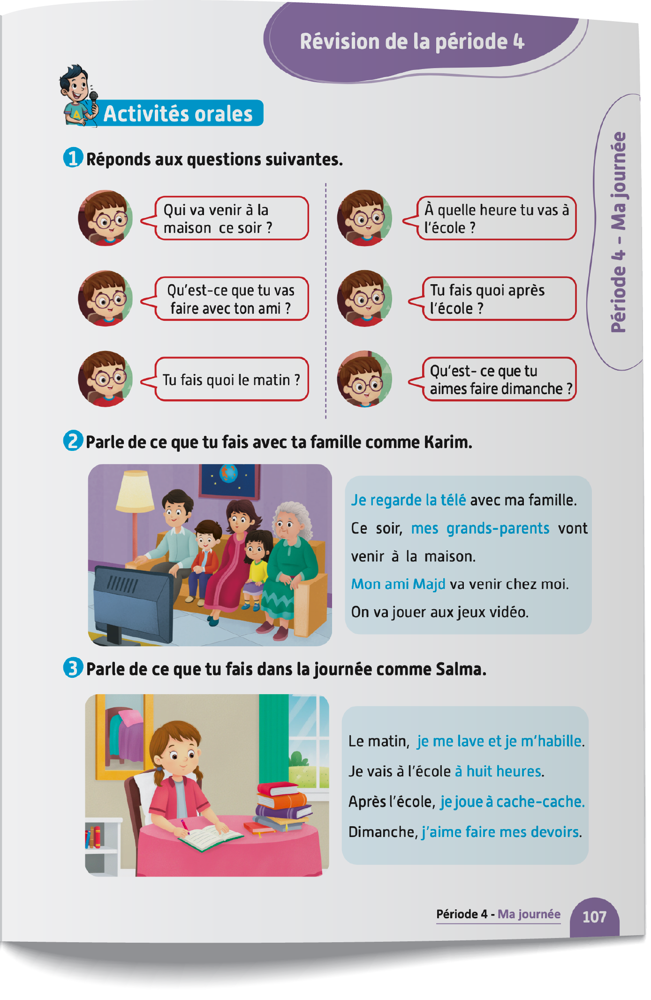 Révision de la période 4
Activités orales
1 Réponds aux questions suivantes.
Qui va venir à la
maison ce soir ?
À quelle heure tu vas à
l'école ?
Qu'est-ce que tu vas
faire avec ton ami ?
Tu fais quoi après
l'école ?
Tu fais quoi le matin ?
Qu'est- ce que tu
aimes faire dimanche ?
2 Parle de ce que tu fais avec ta famille comme Karim.
Je regarde la télé avec ma famille.
Ce soir, mes grands-parents vont
venir à la maison.
Mon ami Majd va venir chez moi.
On va jouer aux jeux vidéo.
3 Parle de ce que tu fais dans la journée comme Salma.
Le matin, je me lave et je m'habille.
Je vais à l'école à huit heures.
Après l'école, je joue à cache-cache.
Dimanche, j'aime faire mes devoirs.
Période 4 - Ma journée
Période 4 - Ma journée
107